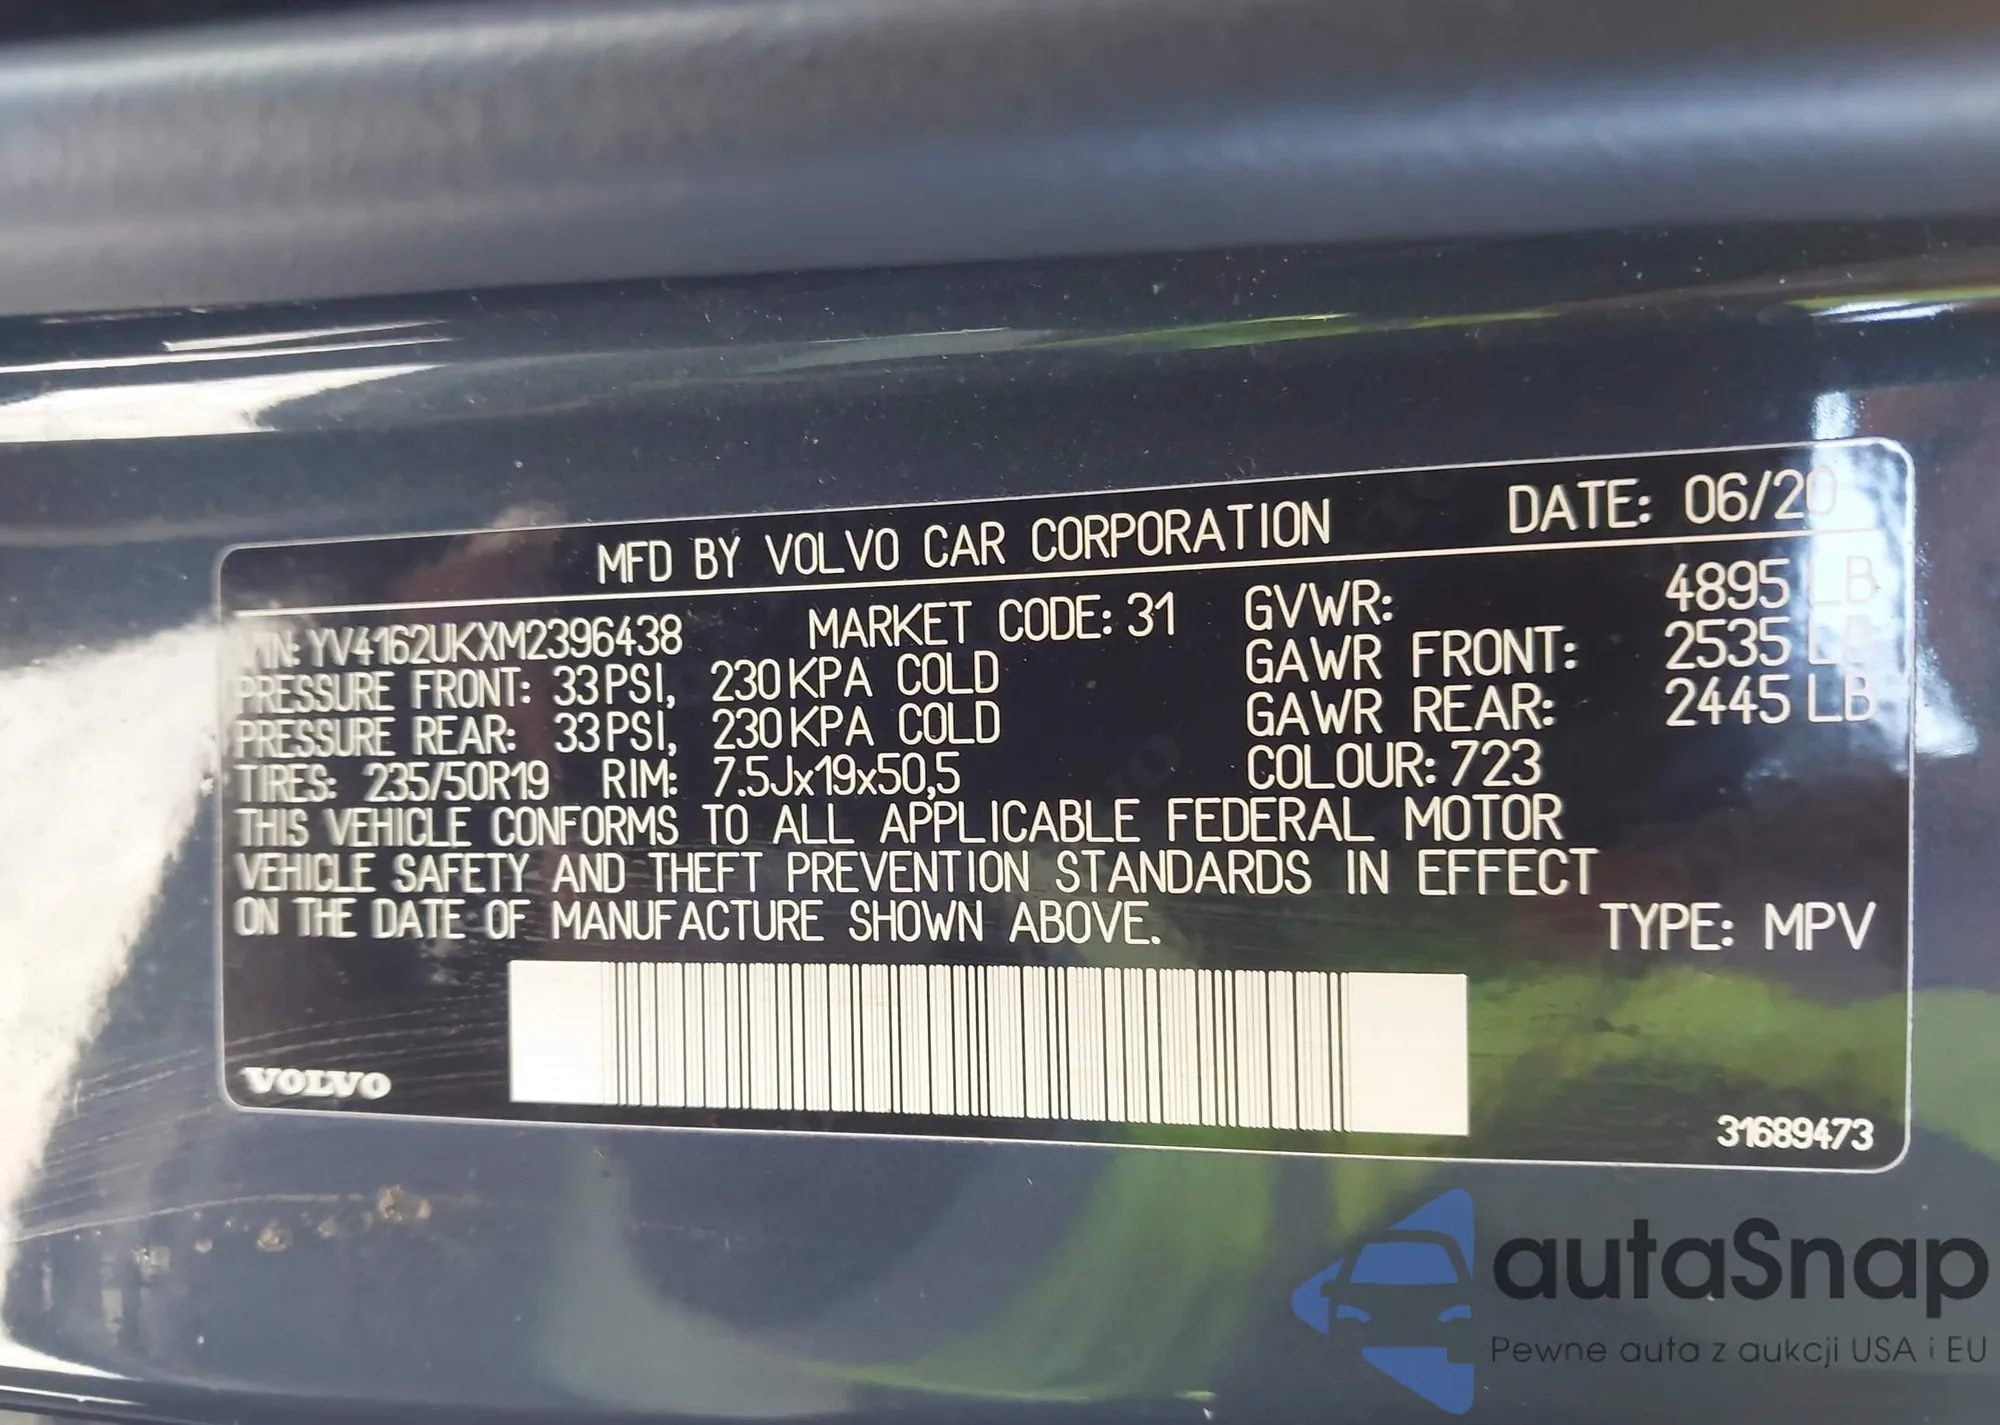 MFD BY VOLVO CAR CORPORATION DATE: 06/20
VIN: YV4162UKXM2396438 MARKET CODE: 31 GVWR: 4895 LB
PRESSURE FRONT: 33 PSI, 230 KPA COLD GAWR FRONT: 2535 LB
PRESSURE REAR: 33 PSI, 230 KPA COLD GAWR REAR: 2445 LB
TIRES: 235/50R19 RIM: 7.5Jx19x50,5 COLOUR: 723
THIS VEHICLE CONFORMS TO ALL APPLICABLE FEDERAL MOTOR
VEHICLE SAFETY AND THEFT PREVENTION STANDARDS IN EFFECT
ON THE DATE OF MANUFACTURE SHOWN ABOVE. TYPE: MPV
VOLVO
31689473
autaSnap
Pewne auta z aukcji USA i EU